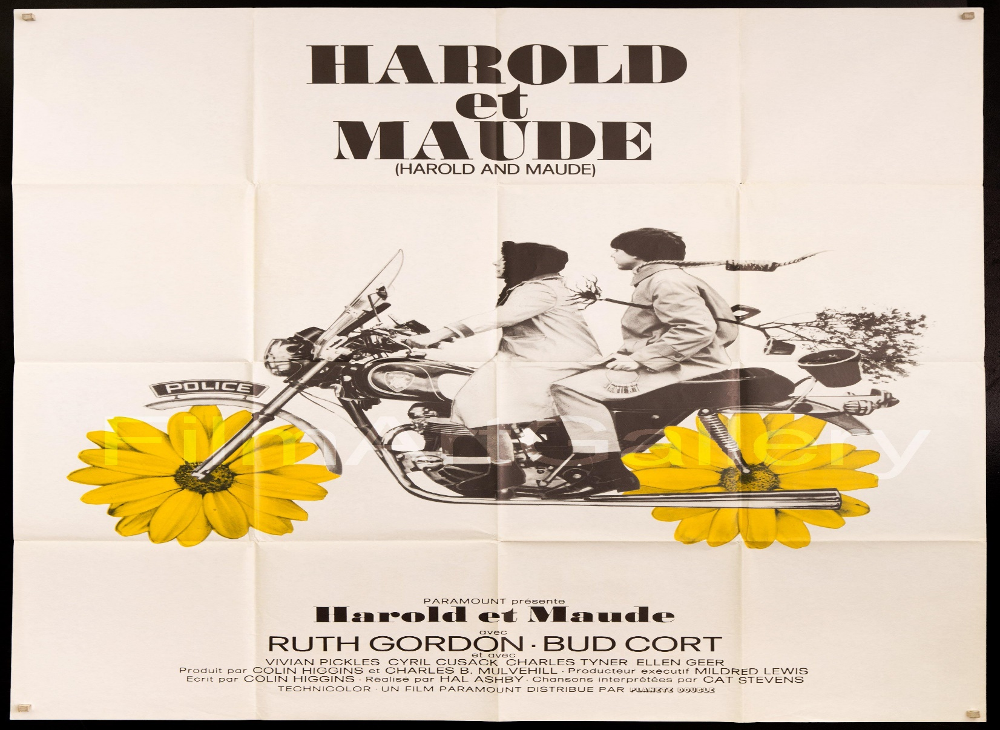 HAROLD
et
MAUDE
(HAROLD AND MAUDE)
POLICE
FilmArtGallery
PARAMOUNT présente
Harold et Maude
avec
RUTH GORDON · BUD CORT
et avec
VIVIAN PICKLES CYRIL CUSACK CHARLES TYNER ELLEN GEER
Produit par COLIN HIGGINS et CHARLES B. MULVEHILL · Producteur exécutif MILDRED LEWIS
Ecrit par COLIN HIGGINS · Réalisé par HAL ASHBY · Chansons interprétées par CAT STEVENS
TECHNICOLOR · UN FILM PARAMOUNT DISTRIBUE PAR PLANETE DOUBLE